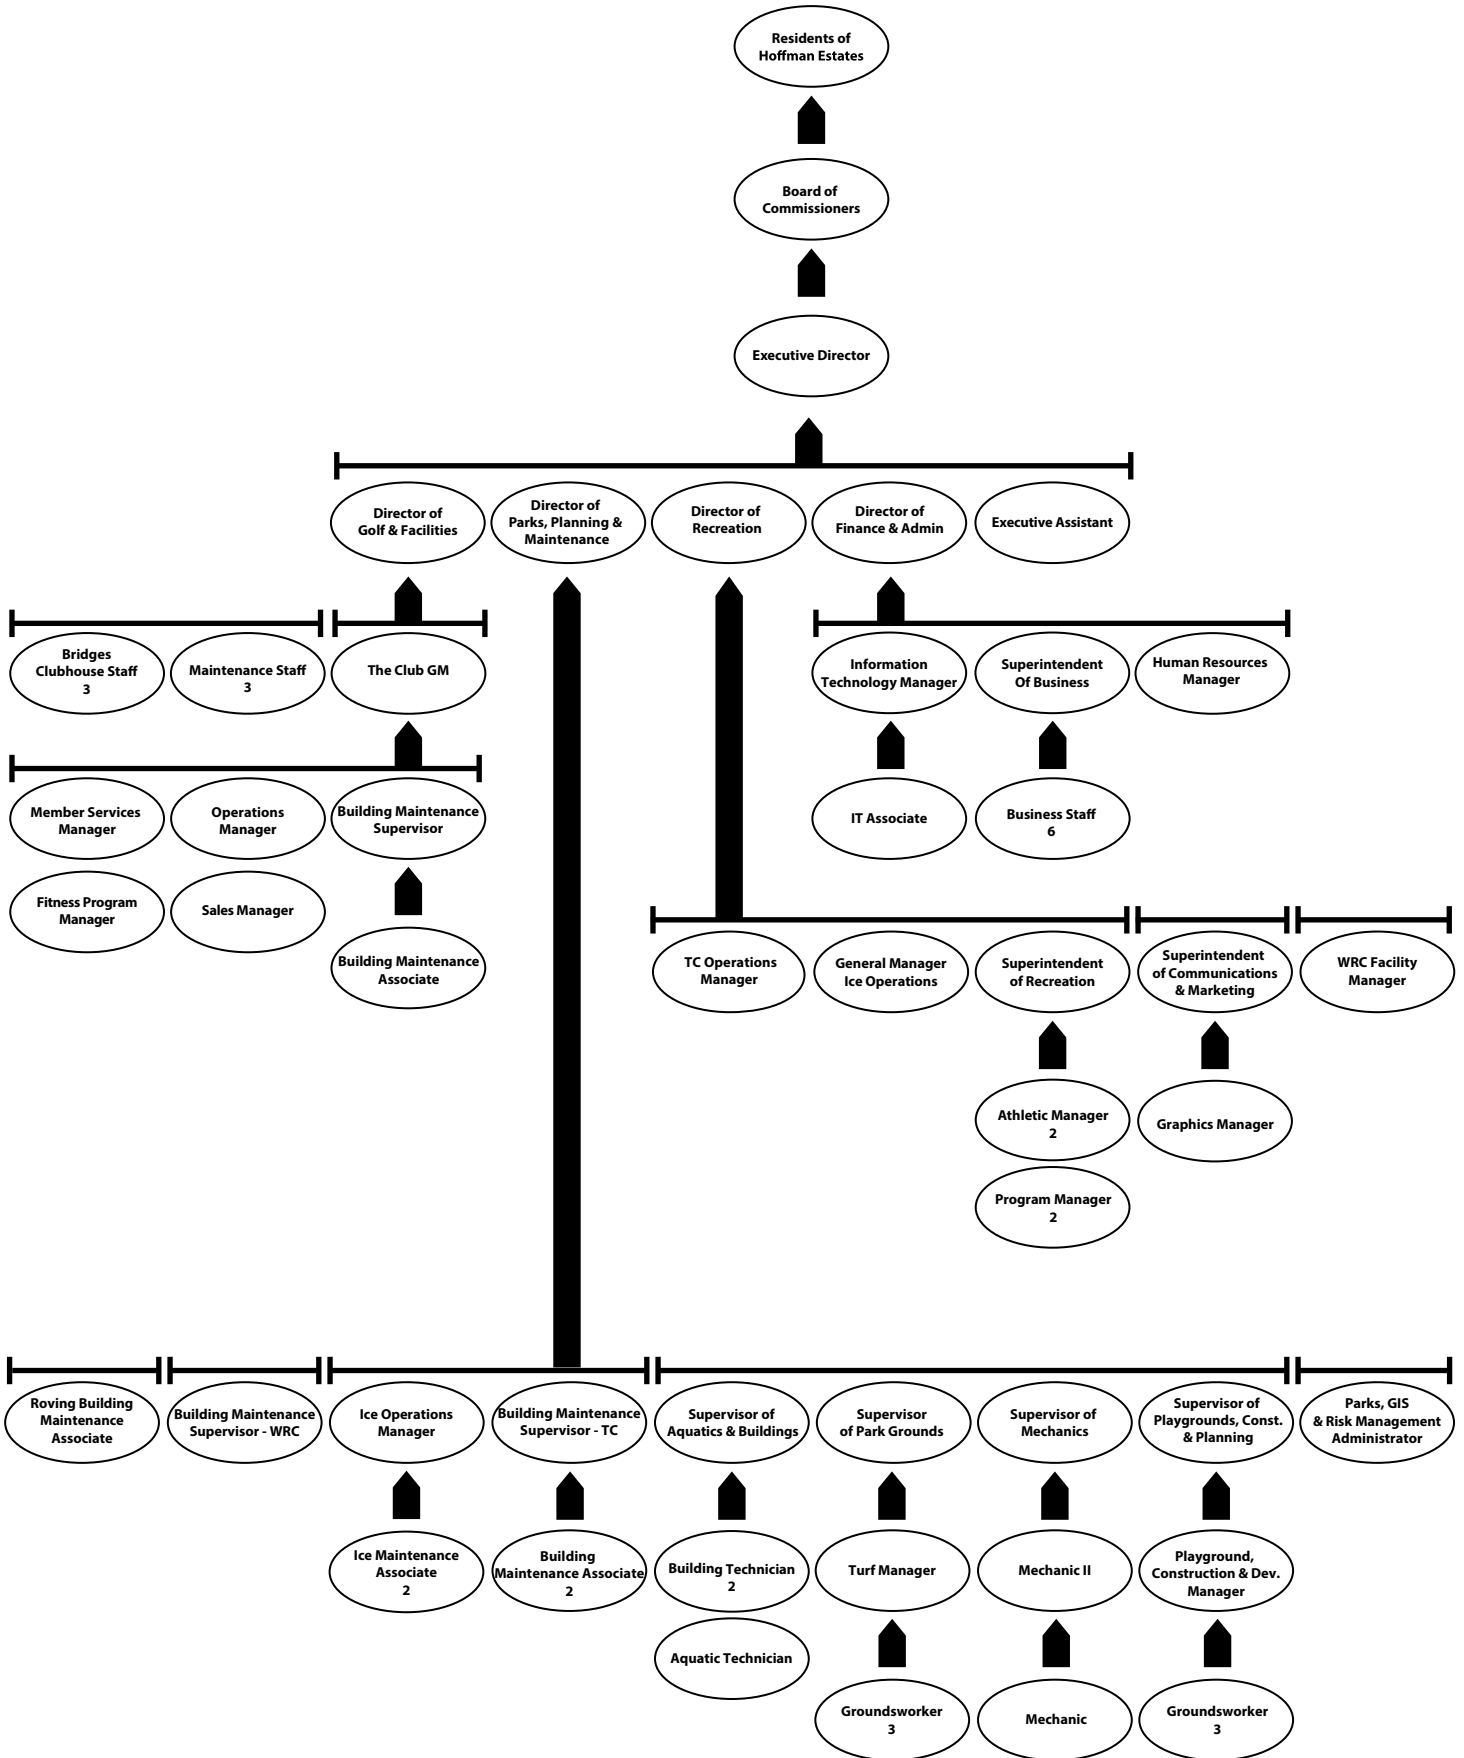 Residents of
Hoffman Estates
Board of
Commissioners
Executive Director
Director of
Golf & Facilities
Director of
Parks, Planning &
Maintenance
Director of
Recreation
Director of
Finance & Admin
Executive Assistant
Bridges
Clubhouse Staff
3
Maintenance Staff
3
The Club GM
Information
Technology Manager
Superintendent
Of Business
Human Resources
Manager
Member Services
Manager
Operations
Manager
Building Maintenance
Supervisor
IT Associate
Business Staff
6
Fitness Program
Manager
Sales Manager
Building Maintenance
Associate
TC Operations
Manager
General Manager
Ice Operations
Superintendent
of Recreation
Superintendent
of Communications
& Marketing
WRC Facility
Manager
Athletic Manager
2
Graphics Manager
Program Manager
2
Roving Building
Maintenance
Associate
Building Maintenance
Supervisor - WRC
Ice Operations
Manager
Building Maintenance
Supervisor - TC
Supervisor of
Aquatics & Buildings
Supervisor
of Park Grounds
Supervisor of
Mechanics
Supervisor of
Playgrounds, Const.
& Planning
Parks, GIS
& Risk Management
Administrator
Ice Maintenance
Associate
2
Building
Maintenance Associate
2
Building Technician
2
Turf Manager
Mechanic II
Playground,
Construction & Dev.
Manager
Aquatic Technician
Groundsworker
3
Mechanic
Groundsworker
3